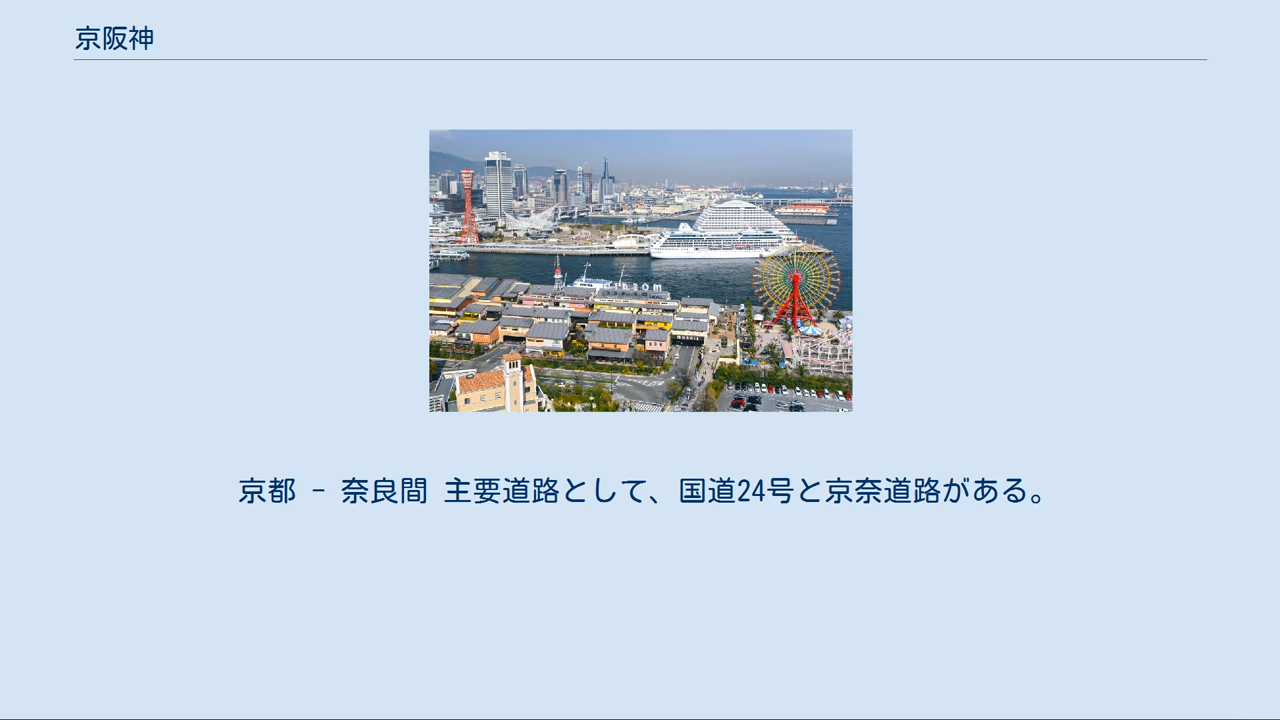 京阪神
mosaic
京都 - 奈良間 主要道路として、国道24号と京奈道路がある。